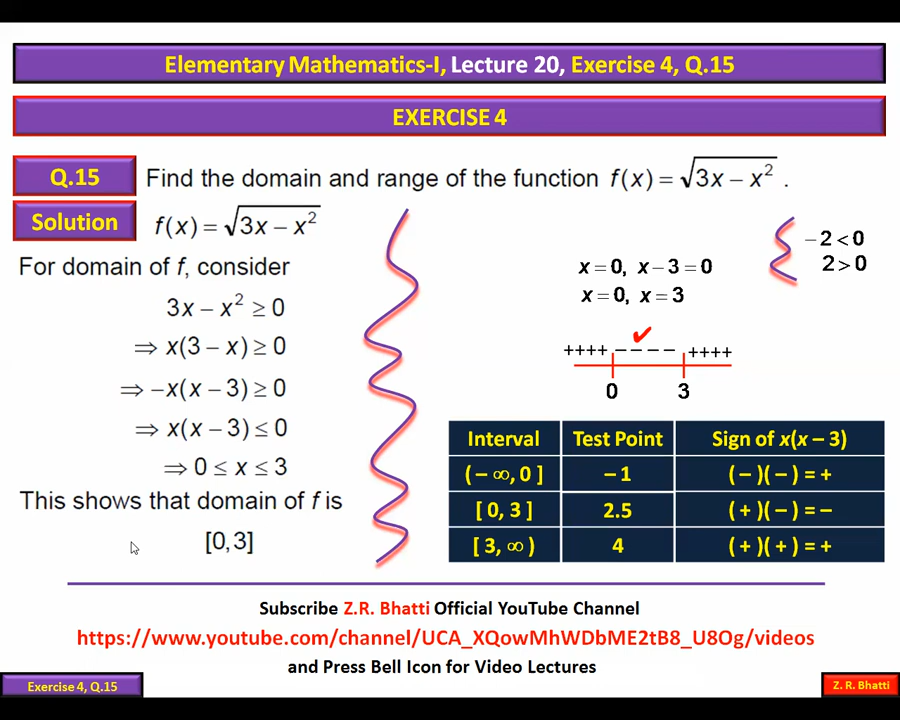 Elementary Mathematics-I, Lecture 20, Exercise 4, Q.15
EXERCISE 4
Q.15 Find the domain and range of the function f(x) = √(3x − x²) .
Solution f(x) = √(3x − x²)
For domain of f, consider
3x − x² ≥ 0
⇒ x(3 − x) ≥ 0
⇒ −x(x − 3) ≥ 0
⇒ x(x − 3) ≤ 0
⇒ 0 ≤ x ≤ 3
This shows that domain of f is
[0,3]
x = 0, x − 3 = 0
x = 0, x = 3
−2 < 0
2 > 0
✔
++++ − − − − ++++
0 3
Interval Test Point Sign of x(x – 3)
(− ∞, 0 ] − 1 (−)(−) = +
[ 0, 3 ] 2.5 (+)(−) = −
[ 3, ∞ ) 4 (+)(+) = +
Subscribe Z.R. Bhatti Official YouTube Channel
https://www.youtube.com/channel/UCA_XQowMhWDbME2tB8_U8Og/videos
and Press Bell Icon for Video Lectures
Exercise 4, Q.15
Z. R. Bhatti